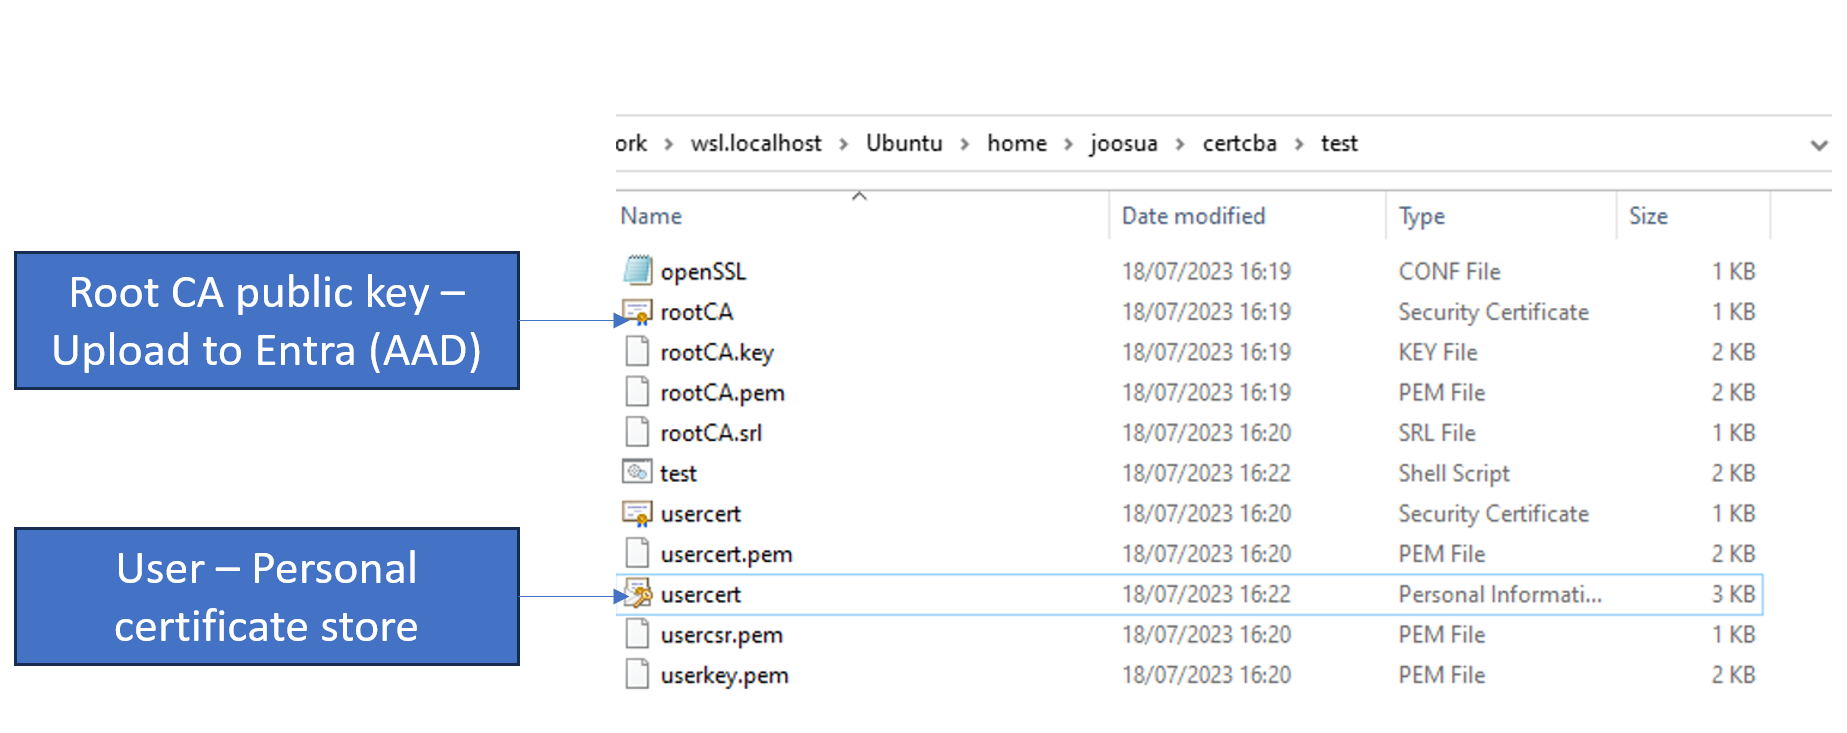 ork > wsl.localhost > Ubuntu > home > joosua > certcba > test
Name Date modified Type Size
openSSL 18/07/2023 16:19 CONF File 1 KB
rootCA 18/07/2023 16:19 Security Certificate 1 KB
rootCA.key 18/07/2023 16:19 KEY File 2 KB
rootCA.pem 18/07/2023 16:19 PEM File 2 KB
rootCA.srl 18/07/2023 16:20 SRL File 1 KB
test 18/07/2023 16:22 Shell Script 2 KB
usercert 18/07/2023 16:20 Security Certificate 1 KB
usercert.pem 18/07/2023 16:20 PEM File 2 KB
usercert 18/07/2023 16:22 Personal Informati... 3 KB
usercsr.pem 18/07/2023 16:20 PEM File 1 KB
userkey.pem 18/07/2023 16:20 PEM File 2 KB
Root CA public key –
Upload to Entra (AAD)
User – Personal
certificate store